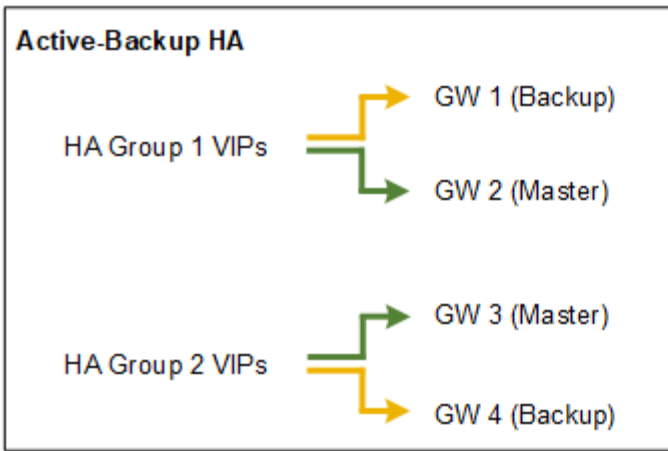 Active-Backup HA
GW 1 (Backup)
HA Group 1 VIPs
GW 2 (Master)
GW 3 (Master)
HA Group 2 VIPs
GW 4 (Backup)